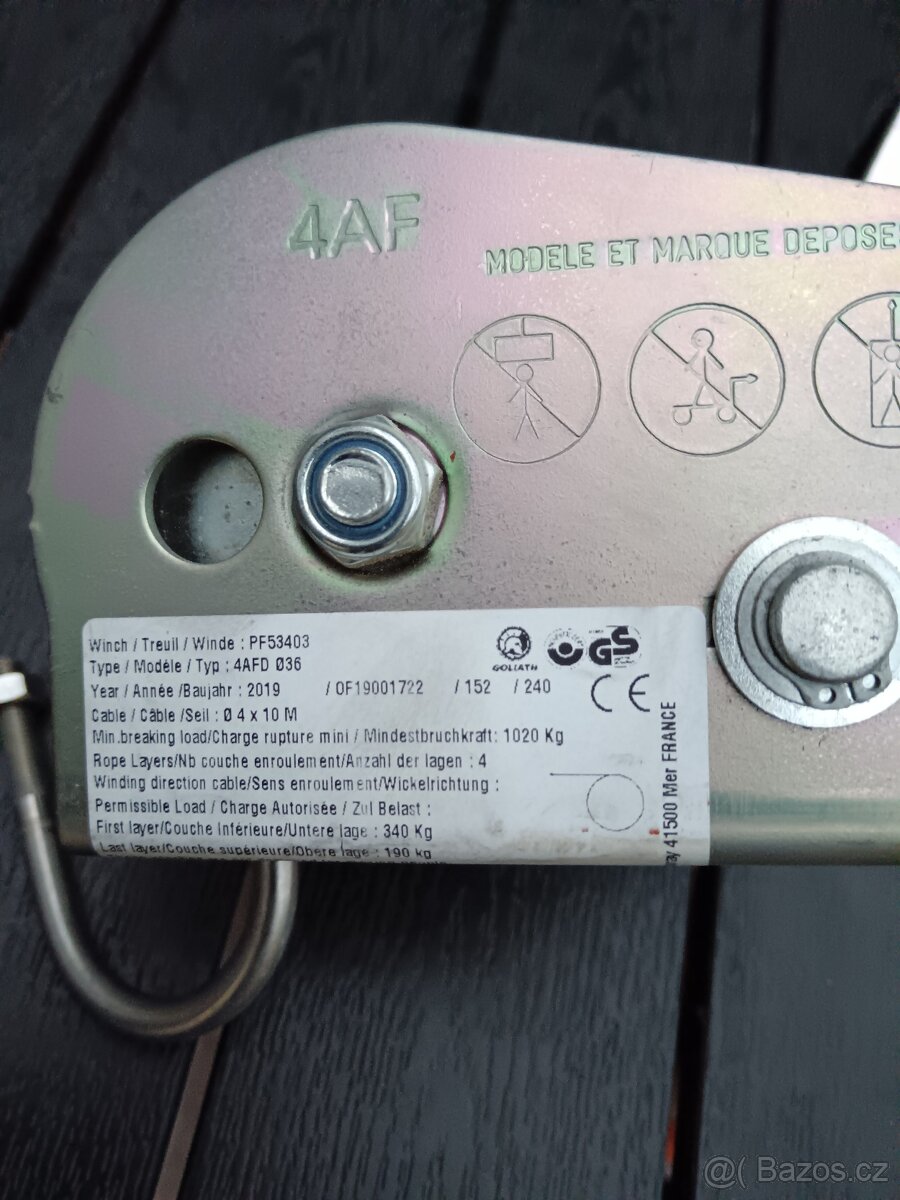 4AF
MODELE ET MARQUE DEPOSES
Winch / Treuil / Winde : PF53403
Type / Modéle / Typ : 4AFD Ø36
Year / Année /Baujahr : 2019 / OF19001722 / 152 / 240
Cable / Câble /Seil : Ø 4 x 10 M
Min.breaking load/Charge rupture mini / Mindestbruchkraft: 1020 Kg
Rope Layers/Nb couche enroulement/Anzahl der lagen : 4
Winding direction cable/Sens enroulement/Wickelrichtung :
Permissible Load / Charge Autorisée / Zul Belast :
First layer/Couche Inférieure/Untere lage : 340 Kg
Last layer/Couche supérieure/Obere lage : 190 kg
GOLIATH
GS
CE
41500 Mer FRANCE
@( Bazos.cz